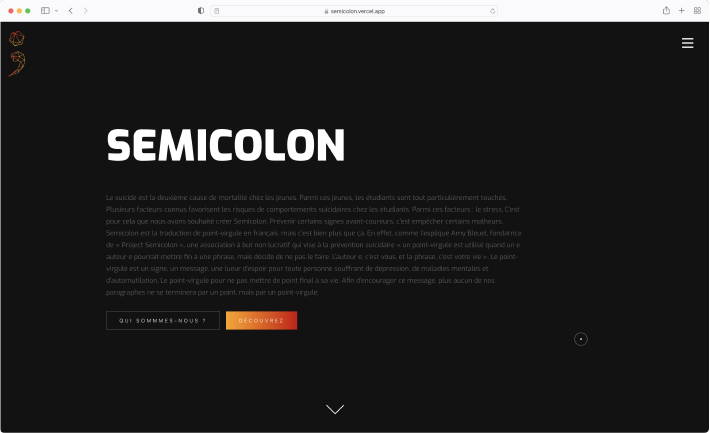 semicolon.vercel.app
SEMICOLON
Le suicide est la deuxième cause de mortalité chez les jeunes. Parmi ces jeunes, les étudiants sont tout particulièrement touchés.
Plusieurs facteurs connus favorisent les risques de comportements suicidaires chez les étudiants. Parmi ces facteurs : le stress. C'est
pour cela que nous avons souhaité créer Semicolon. Prévenir certains signes avant-coureurs, c'est empêcher certains malheurs.
Semicolon est la traduction de point-virgule en français, mais c'est bien plus que ça. En effet, comme l'explique Amy Bleuel, fondatrice
de « Project Semicolon », une association à but non lucratif qui vise à la prévention suicidaire « un point-virgule est utilisé quand un·e
auteur·e pourrait mettre fin à une phrase, mais décide de ne pas le faire. L'auteur·e, c'est vous, et la phrase, c'est votre vie ». Le point-
virgule est un signe, un message, une lueur d'espoir pour toute personne souffrant de dépression, de maladies mentales et
d'automutilation. Le point-virgule pour ne pas mettre de point final à sa vie. Afin d'encourager ce message, plus aucun de nos
paragraphes ne se terminera par un point, mais par un point-virgule;
QUI SOMMMES-NOUS ?
DÉCOUVREZ